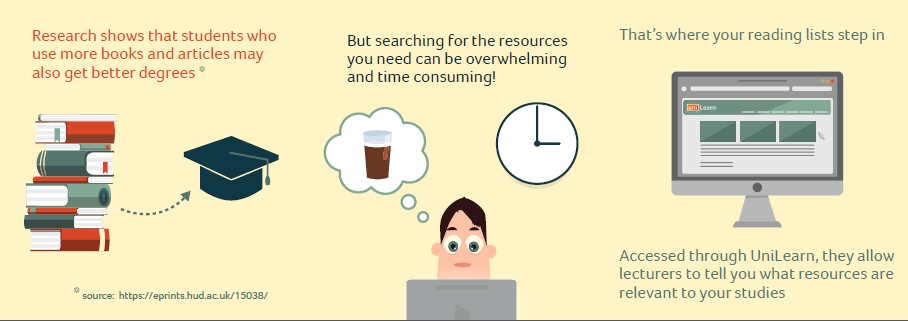 Research shows that students who
use more books and articles may
also get better degrees *
* source: https://eprints.hud.ac.uk/15038/
But searching for the resources
you need can be overwhelming
and time consuming!
That's where your reading lists step in
uniLearn
Accessed through UniLearn, they allow
lecturers to tell you what resources are
relevant to your studies